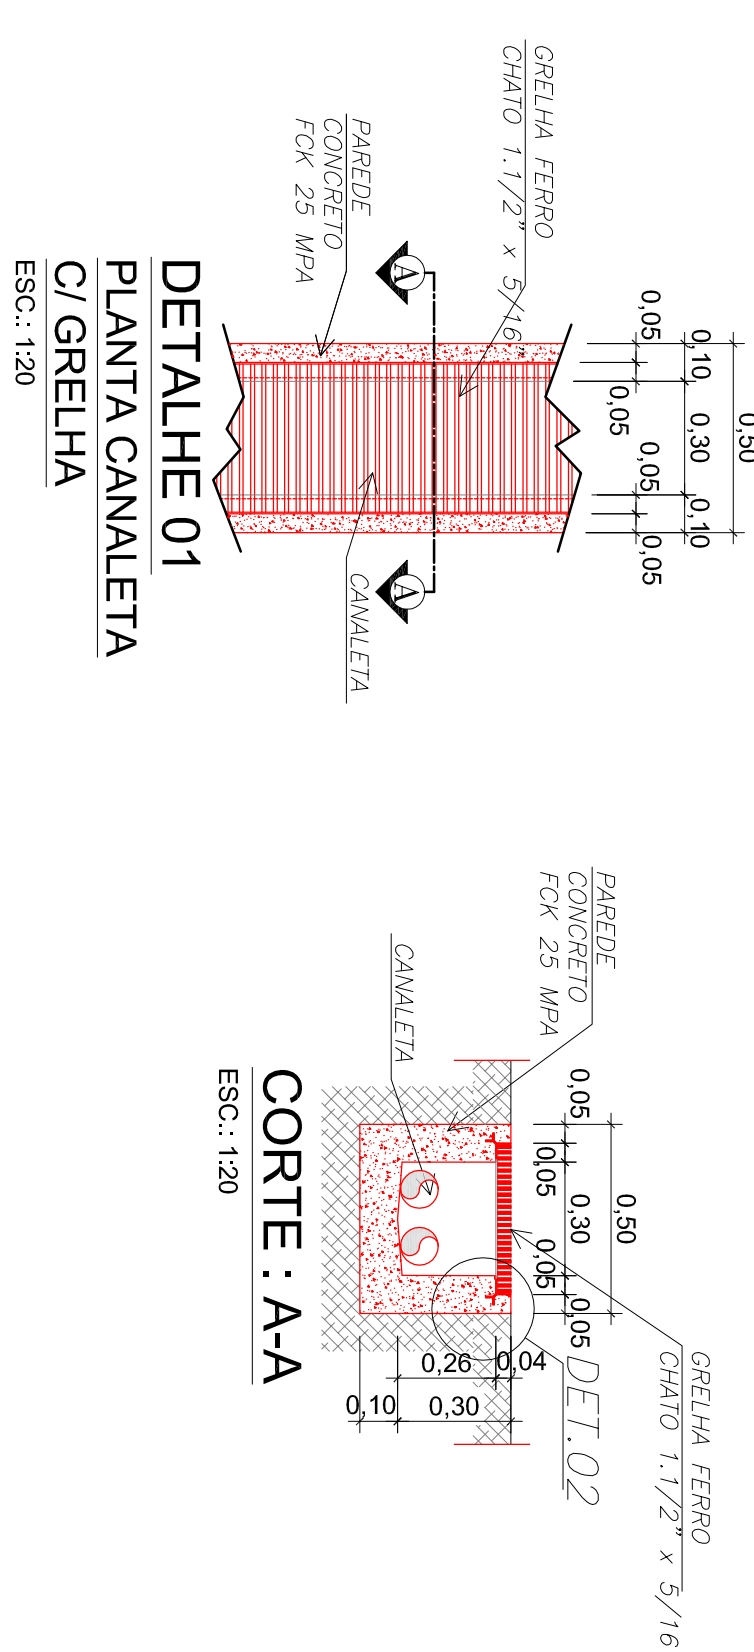 GRELHA FERRO
CHATO 1.1/2" x 5/16"
PAREDE
CONCRETO
FCK 25 MPA
A
A
0,50
0,10
0,30
0,10
0,05
0,05
0,05
0,05
CANALETA
DETALHE 01
PLANTA CANALETA
C/ GRELHA
ESC.: 1:20
PAREDE
CONCRETO
FCK 25 MPA
CANALETA
0,50
0,05
0,05
0,30
0,05
0,05
GRELHA FERRO
CHATO 1.1/2" x 5/16
DET.02
0,26
0,04
0,10
0,30
CORTE : A-A
ESC.: 1:20